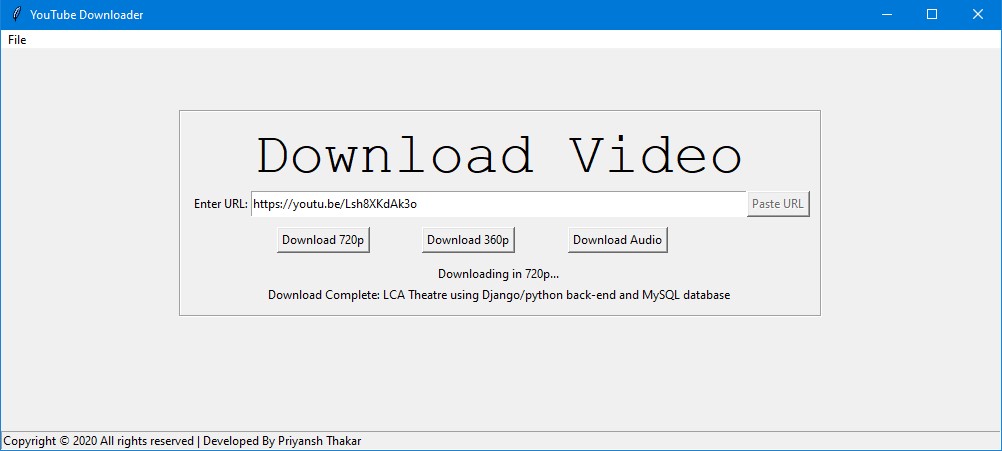 YouTube Downloader
File
Download Video
Enter URL: https://youtu.be/Lsh8XKdAk3o Paste URL
Download 720p Download 360p Download Audio
Downloading in 720p...
Download Complete: LCA Theatre using Django/python back-end and MySQL database
Copyright © 2020 All rights reserved | Developed By Priyansh Thakar